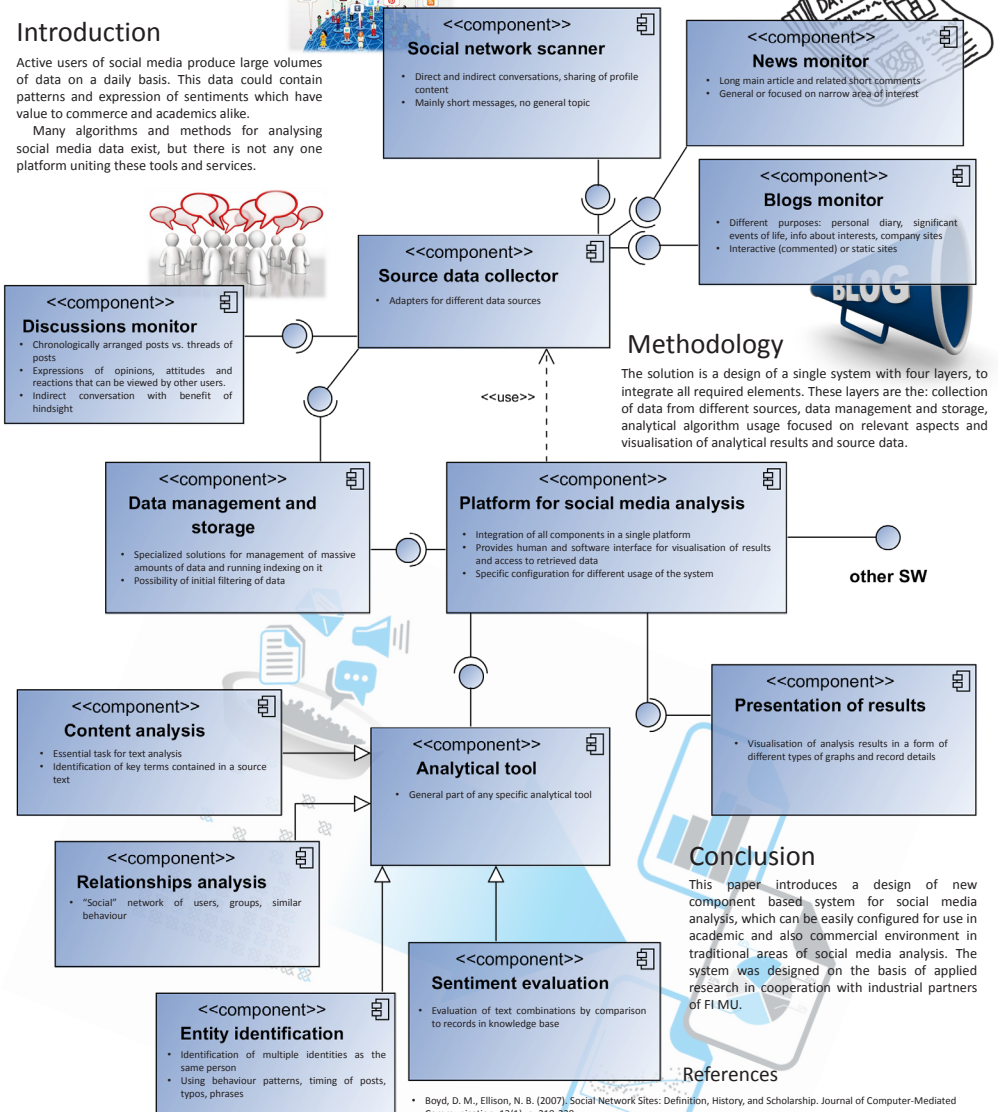 Introduction
Active users of social media produce large volumes
of data on a daily basis. This data could contain
patterns and expression of sentiments which have
value to commerce and academics alike.
Many algorithms and methods for analysing
social media data exist, but there is not any one
platform uniting these tools and services.
<<component>>
Social network scanner
• Direct and indirect conversations, sharing of profile
content
• Mainly short messages, no general topic
<<component>>
News monitor
• Long main article and related short comments
• General or focused on narrow area of interest
<<component>>
Blogs monitor
• Different purposes: personal diary, significant
events of life, info about interests, company sites
• Interactive (commented) or static sites
BLOG
<<component>>
Source data collector
• Adapters for different data sources
<<component>>
Discussions monitor
• Chronologically arranged posts vs. threads of
posts
• Expressions of opinions, attitudes and
reactions that can be viewed by other users.
• Indirect conversation with benefit of
hindsight
Methodology
The solution is a design of a single system with four layers, to
integrate all required elements. These layers are the: collection
of data from different sources, data management and storage,
analytical algorithm usage focused on relevant aspects and
visualisation of analytical results and source data.
<<use>>
<<component>>
Data management and
storage
• Specialized solutions for management of massive
amounts of data and running indexing on it
• Possibility of initial filtering of data
<<component>>
Platform for social media analysis
• Integration of all components in a single platform
• Provides human and software interface for visualisation of results
and access to retrieved data
• Specific configuration for different usage of the system
other SW
<<component>>
Content analysis
• Essential task for text analysis
• Identification of key terms contained in a source
text
<<component>>
Analytical tool
• General part of any specific analytical tool
<<component>>
Presentation of results
• Visualisation of analysis results in a form of
different types of graphs and record details
<<component>>
Relationships analysis
• "Social" network of users, groups, similar
behaviour
<<component>>
Sentiment evaluation
• Evaluation of text combinations by comparison
to records in knowledge base
<<component>>
Entity identification
• Identification of multiple identities as the
same person
• Using behaviour patterns, timing of posts,
typos, phrases
Conclusion
This paper introduces a design of new
component based system for social media
analysis, which can be easily configured for use in
academic and also commercial environment in
traditional areas of social media analysis. The
system was designed on the basis of applied
research in cooperation with industrial partners
of FI MU.
References
• Boyd, D. M., Ellison, N. B. (2007). Social Network Sites: Definition, History, and Scholarship. Journal of Computer-Mediated